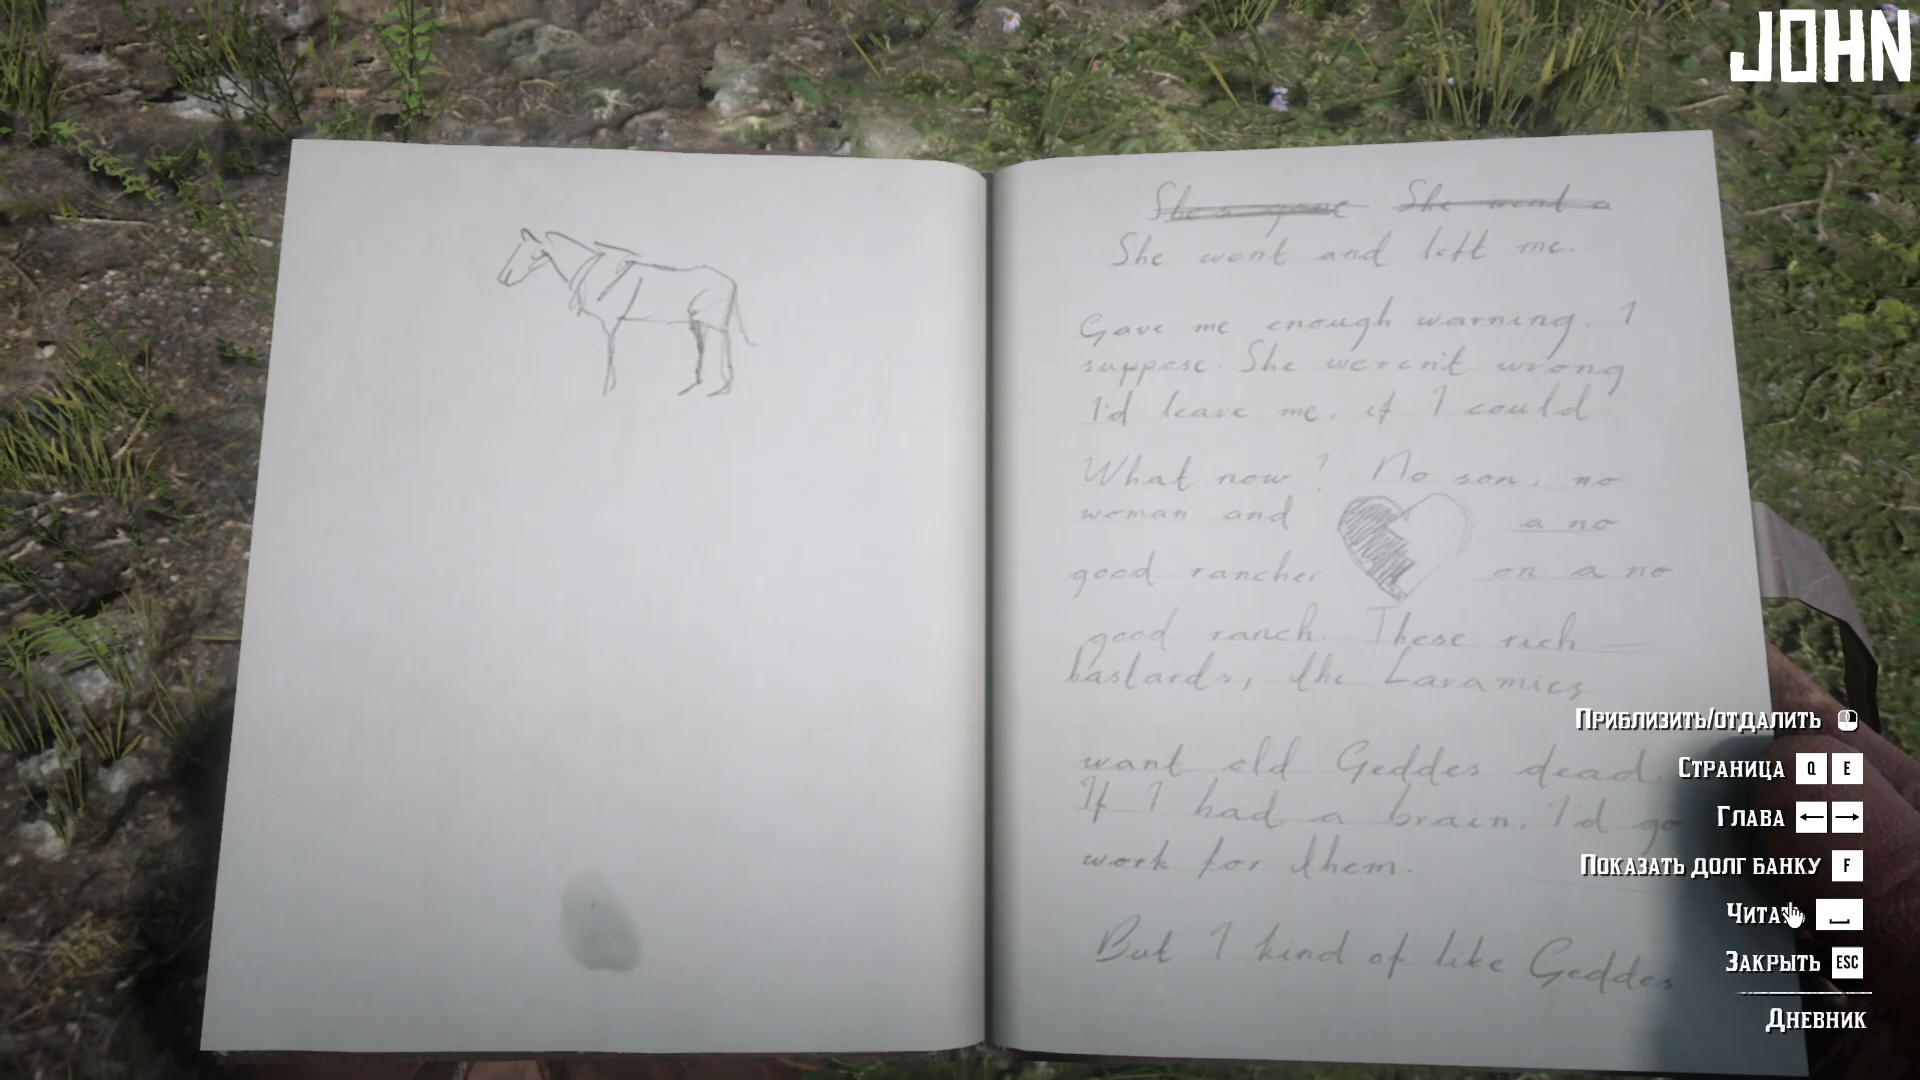 JOHN
She's gone She went a
She went and left me.
Gave me enough warning, I
suppose. She weren't wrong
I'd leave me, if I could
What now? No son, no
woman and a no
good rancher on a no
good ranch. These rich
bastards, the Laramies
want old Geddes dead.
If I had a brain, I'd go
work for them.
But I kind of like Geddes
Приблизить/отдалить
Страница Q E
Глава ← →
Показать долг банку F
Читать
Закрыть ESC
Дневник